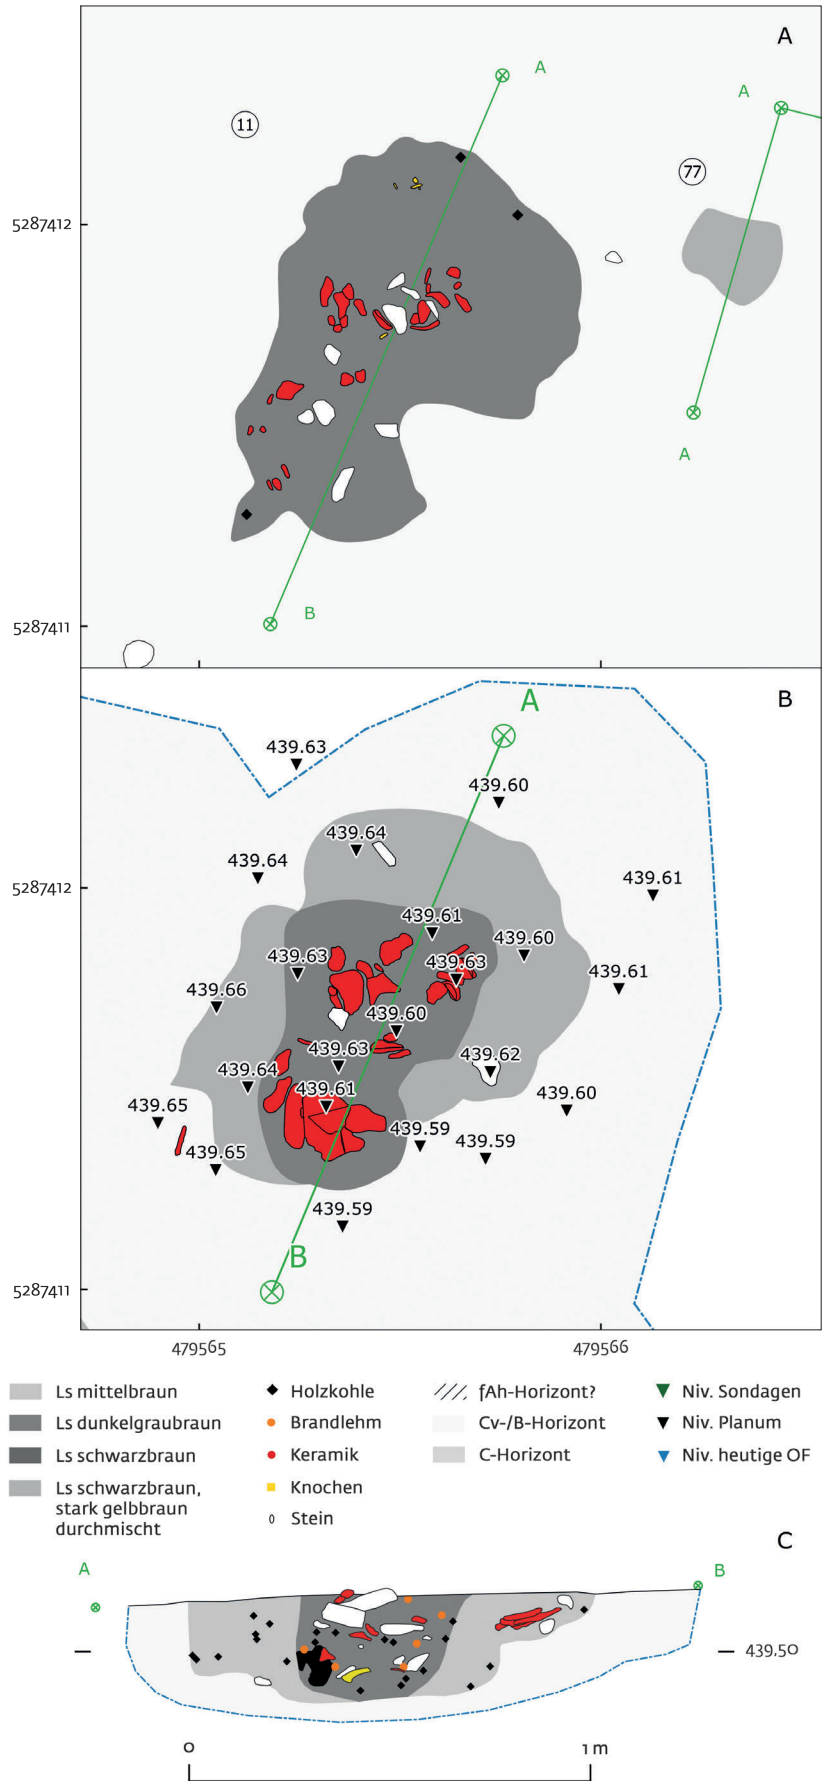 A
A
A
11
77
5287412
A
B
5287411
B
A
439.63
439.60
439.64
439.64
439.61
5287412
439.61
439.60
439.63
439.63
439.61
439.66
439.60
439.63
439.62
439.64
439.61
439.60
439.65
439.59
439.59
439.65
439.59
B
5287411
479565
479566
Ls mittelbraun
Ls dunkelgraubraun
Ls schwarzbraun
Ls schwarzbraun,
stark gelbbraun
durchmischt
Holzkohle
Brandlehm
Keramik
Knochen
Stein
fAh-Horizont?
Cv-/B-Horizont
C-Horizont
Niv. Sondagen
Niv. Planum
Niv. heutige OF
C
A
B
439.50
0
1 m